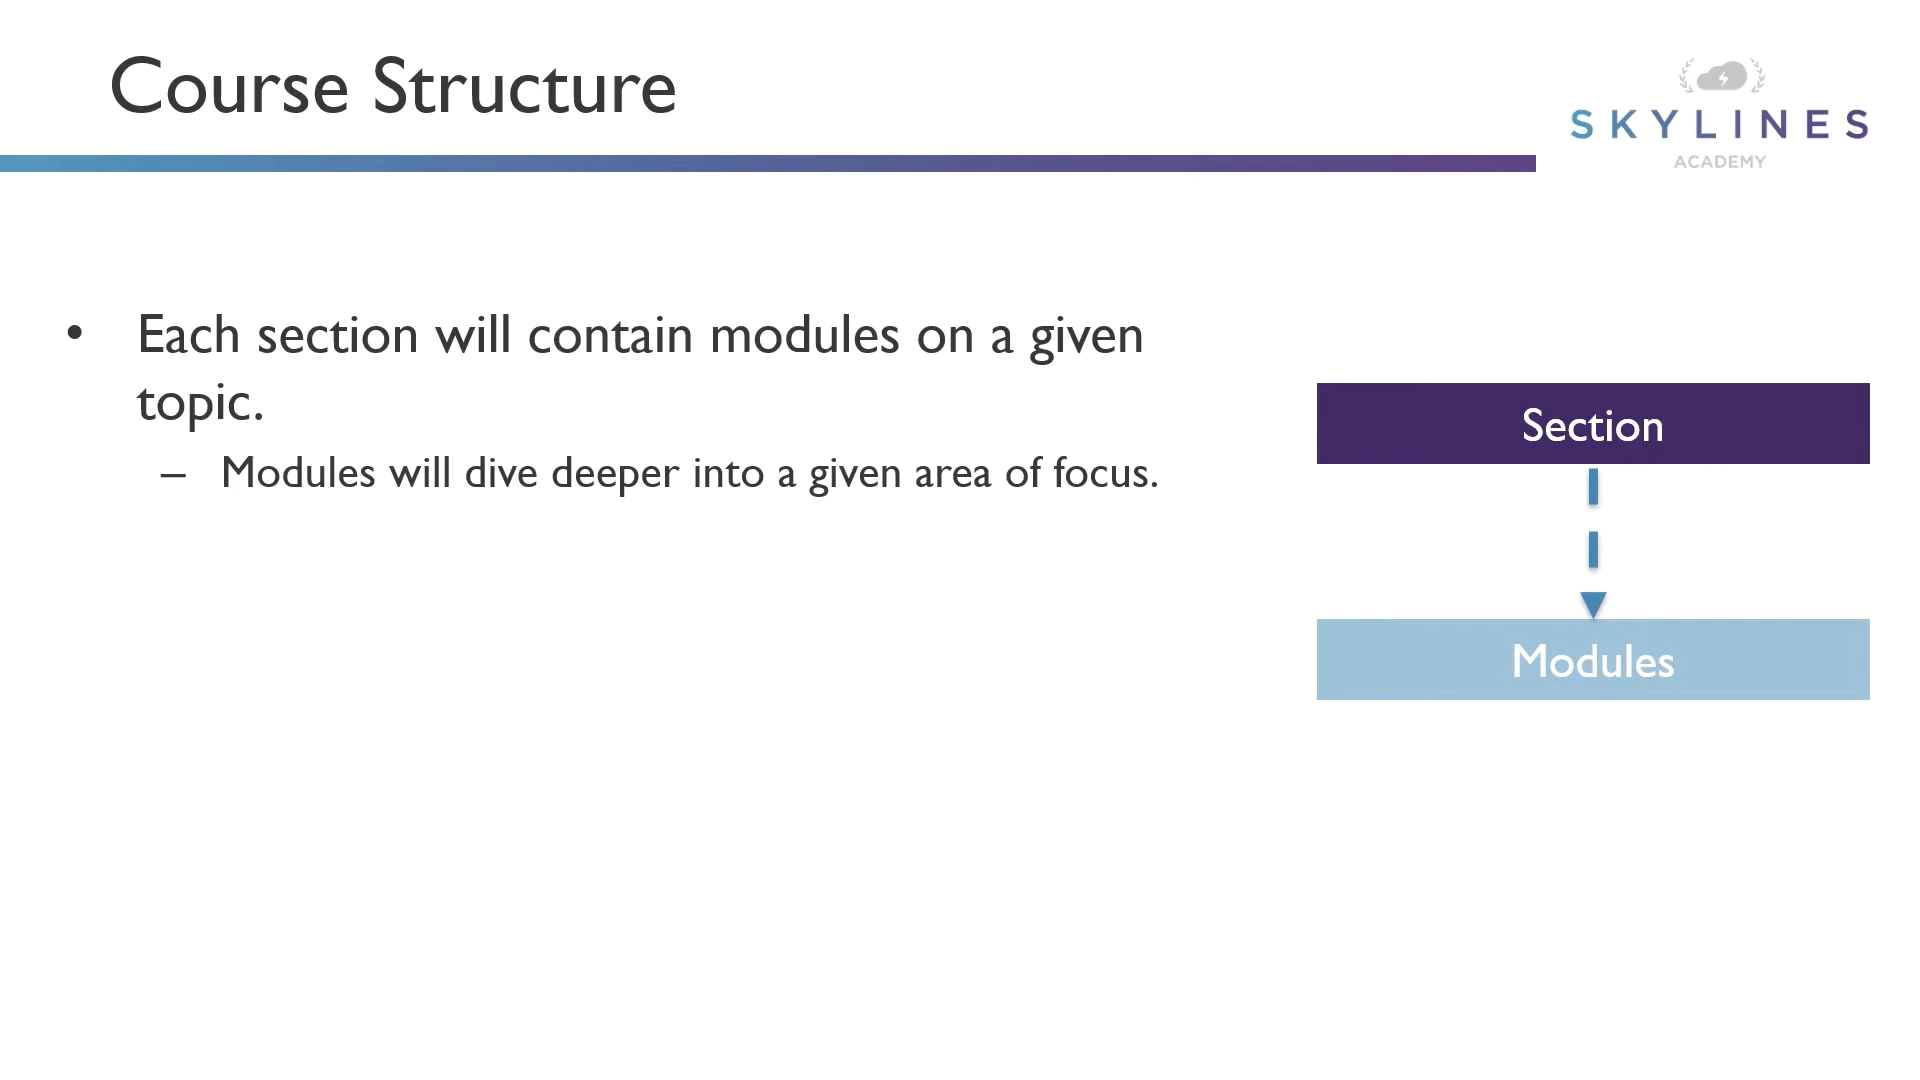 Course Structure
SKYLINES
ACADEMY
• Each section will contain modules on a given
topic.
– Modules will dive deeper into a given area of focus.
Section
Modules